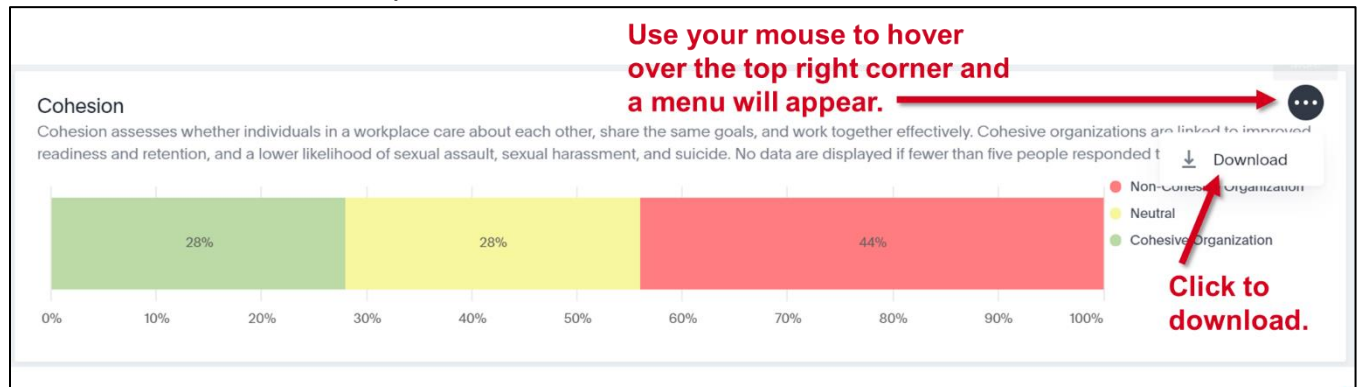 Use your mouse to hover
over the top right corner and
a menu will appear.
Cohesion
Cohesion assesses whether individuals in a workplace care about each other, share the same goals, and work together effectively. Cohesive organizations are linked to improved
readiness and retention, and a lower likelihood of sexual assault, sexual harassment, and suicide. No data are displayed if fewer than five people responded
Download
Non-Cohesive Organization
Neutral
Cohesive Organization
28%
28%
44%
0%
10%
20%
30%
40%
50%
60%
70%
80%
90%
100%
Click to
download.